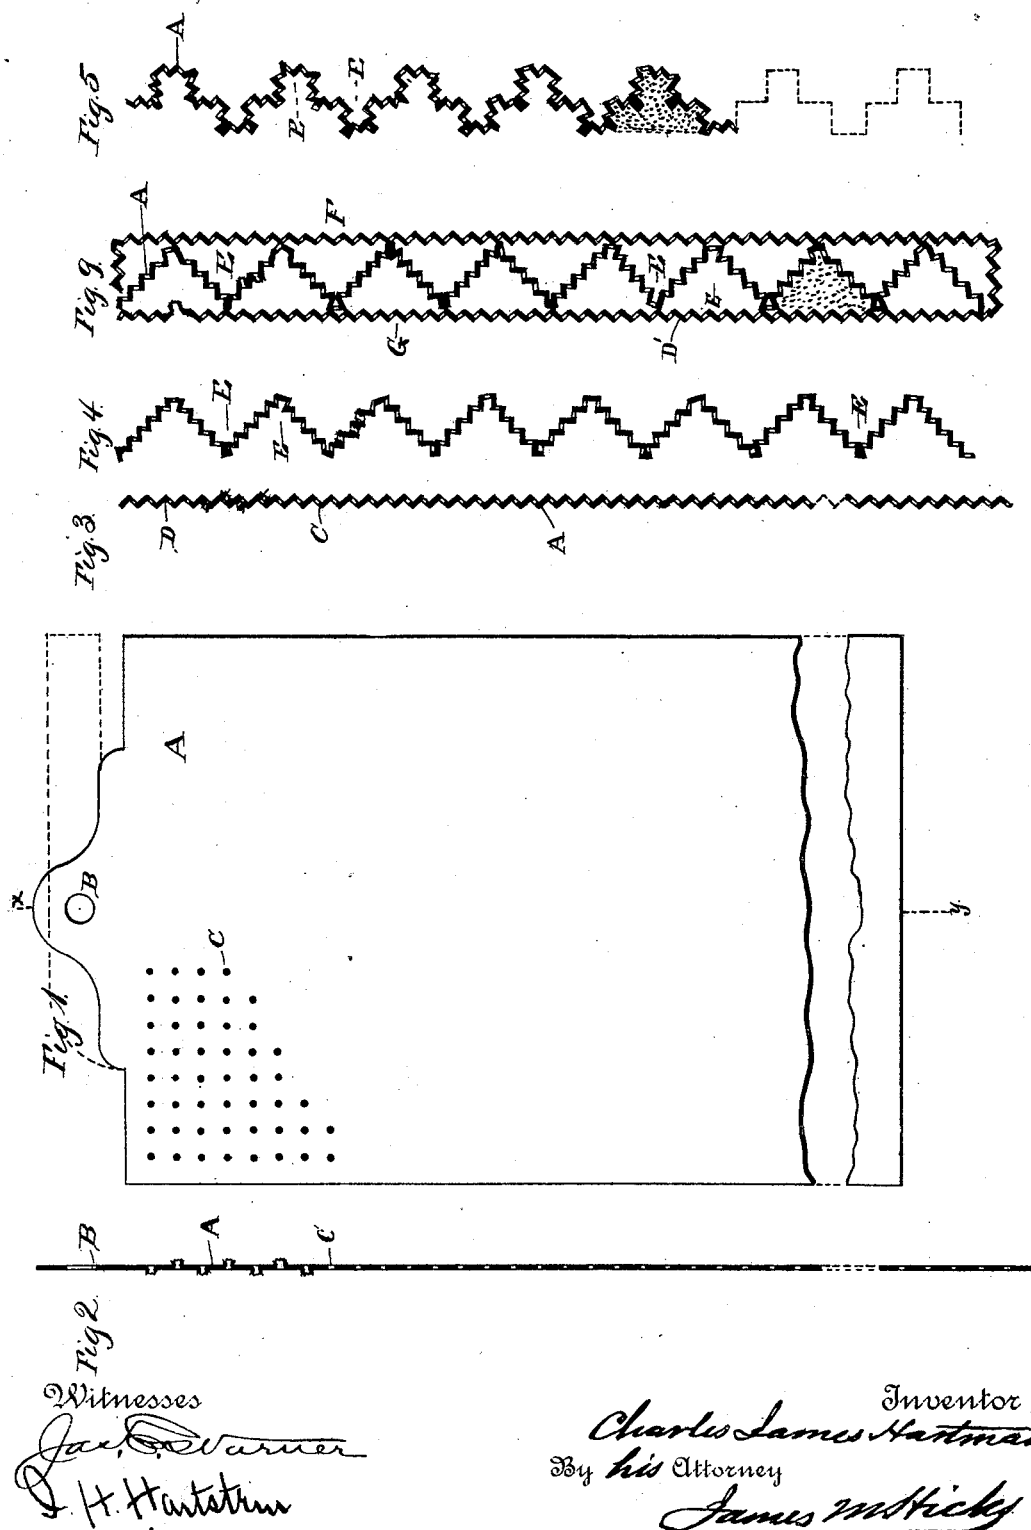 Fig. 5
A
E
E
Fig. 9.
A
E
F
E
E
G
D'
Fig. 4
E
E
E
Fig. 3
D
C
A
Fig. 1.
x
B
A
C
y
Fig 2.
B
A
C
Witnesses
Inventor
Charles James Hartman
By his Attorney
James M Hicks